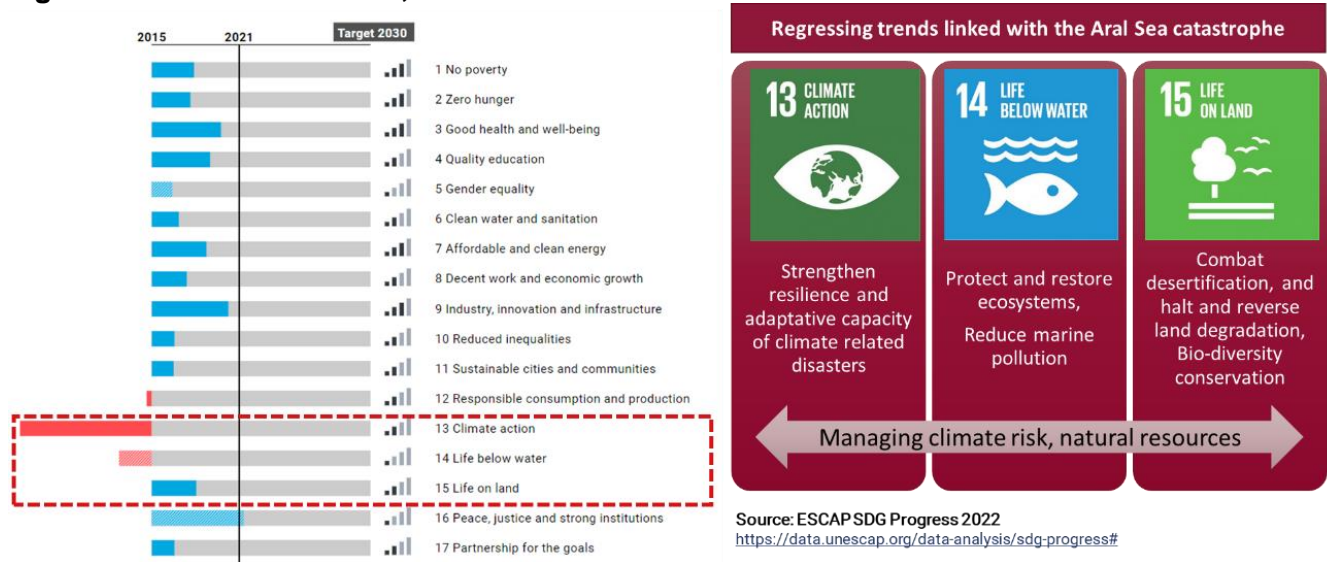 2015 2021 Target 2030
1 No poverty
2 Zero hunger
3 Good health and well-being
4 Quality education
5 Gender equality
6 Clean water and sanitation
7 Affordable and clean energy
8 Decent work and economic growth
9 Industry, innovation and infrastructure
10 Reduced inequalities
11 Sustainable cities and communities
12 Responsible consumption and production
13 Climate action
14 Life below water
15 Life on land
16 Peace, justice and strong institutions
17 Partnership for the goals
Regressing trends linked with the Aral Sea catastrophe
13 CLIMATE
ACTION
Strengthen
resilience and
adaptative capacity
of climate related
disasters
14 LIFE
BELOW WATER
Protect and restore
ecosystems,
Reduce marine
pollution
15 LIFE
ON LAND
Combat
desertification, and
halt and reverse
land degradation,
Bio-diversity
conservation
Managing climate risk, natural resources
Source: ESCAP SDG Progress 2022
https://data.unescap.org/data-analysis/sdg-progress#